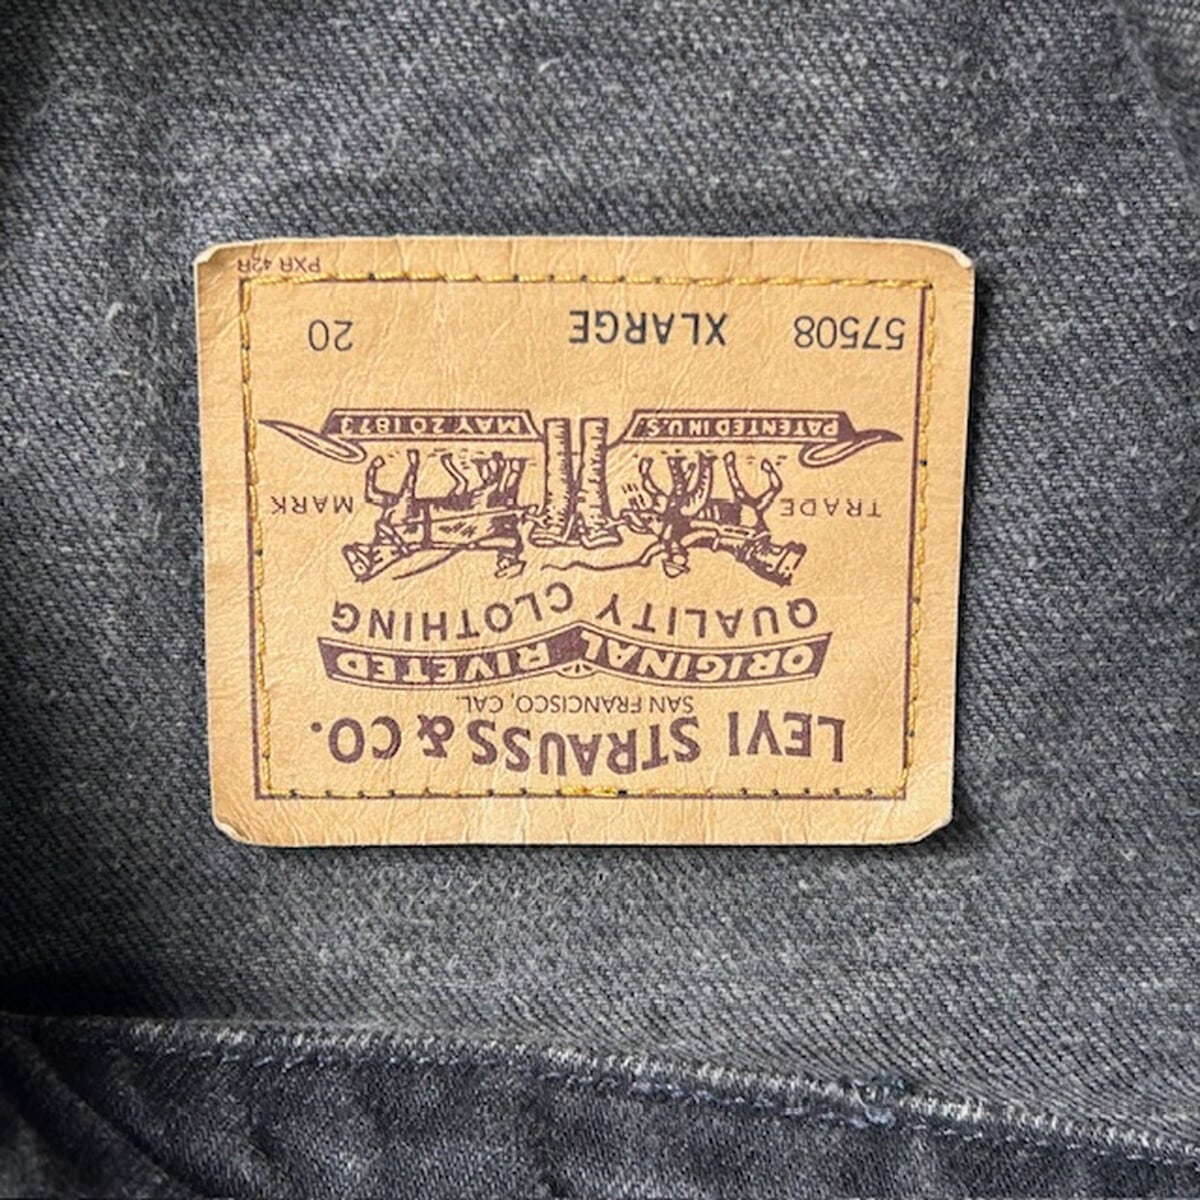 LEVI STRAUSS & CO.
SAN FRANCISCO, CAL.
ORIGINAL RIVETED
QUALITY CLOTHING
TRADE MARK
PATENTED IN U.S. MAY 20 1873
57508 XLARGE 20
PXR 42R